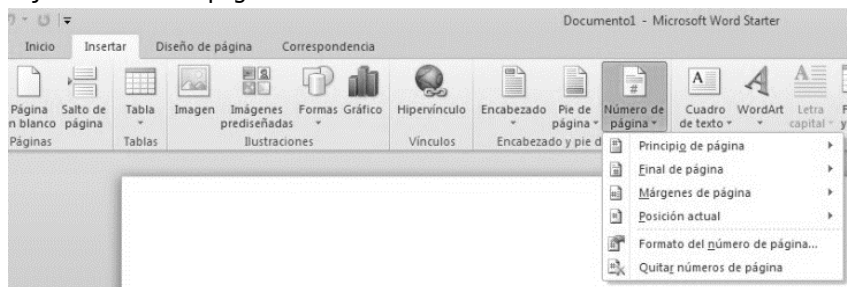 Documento1 - Microsoft Word Starter
Inicio Insertar Diseño de página Correspondencia
Página Salto de Tabla Imagen Imágenes Formas Gráfico Hipervínculo Encabezado Pie de Número de Cuadro WordArt Letra
n blanco página prediseñadas página página de texto capital
Páginas Tablas Ilustraciones Vínculos Encabezado y pie d
Principio de página
Final de página
Márgenes de página
Posición actual
Formato del número de página...
Quitar números de página